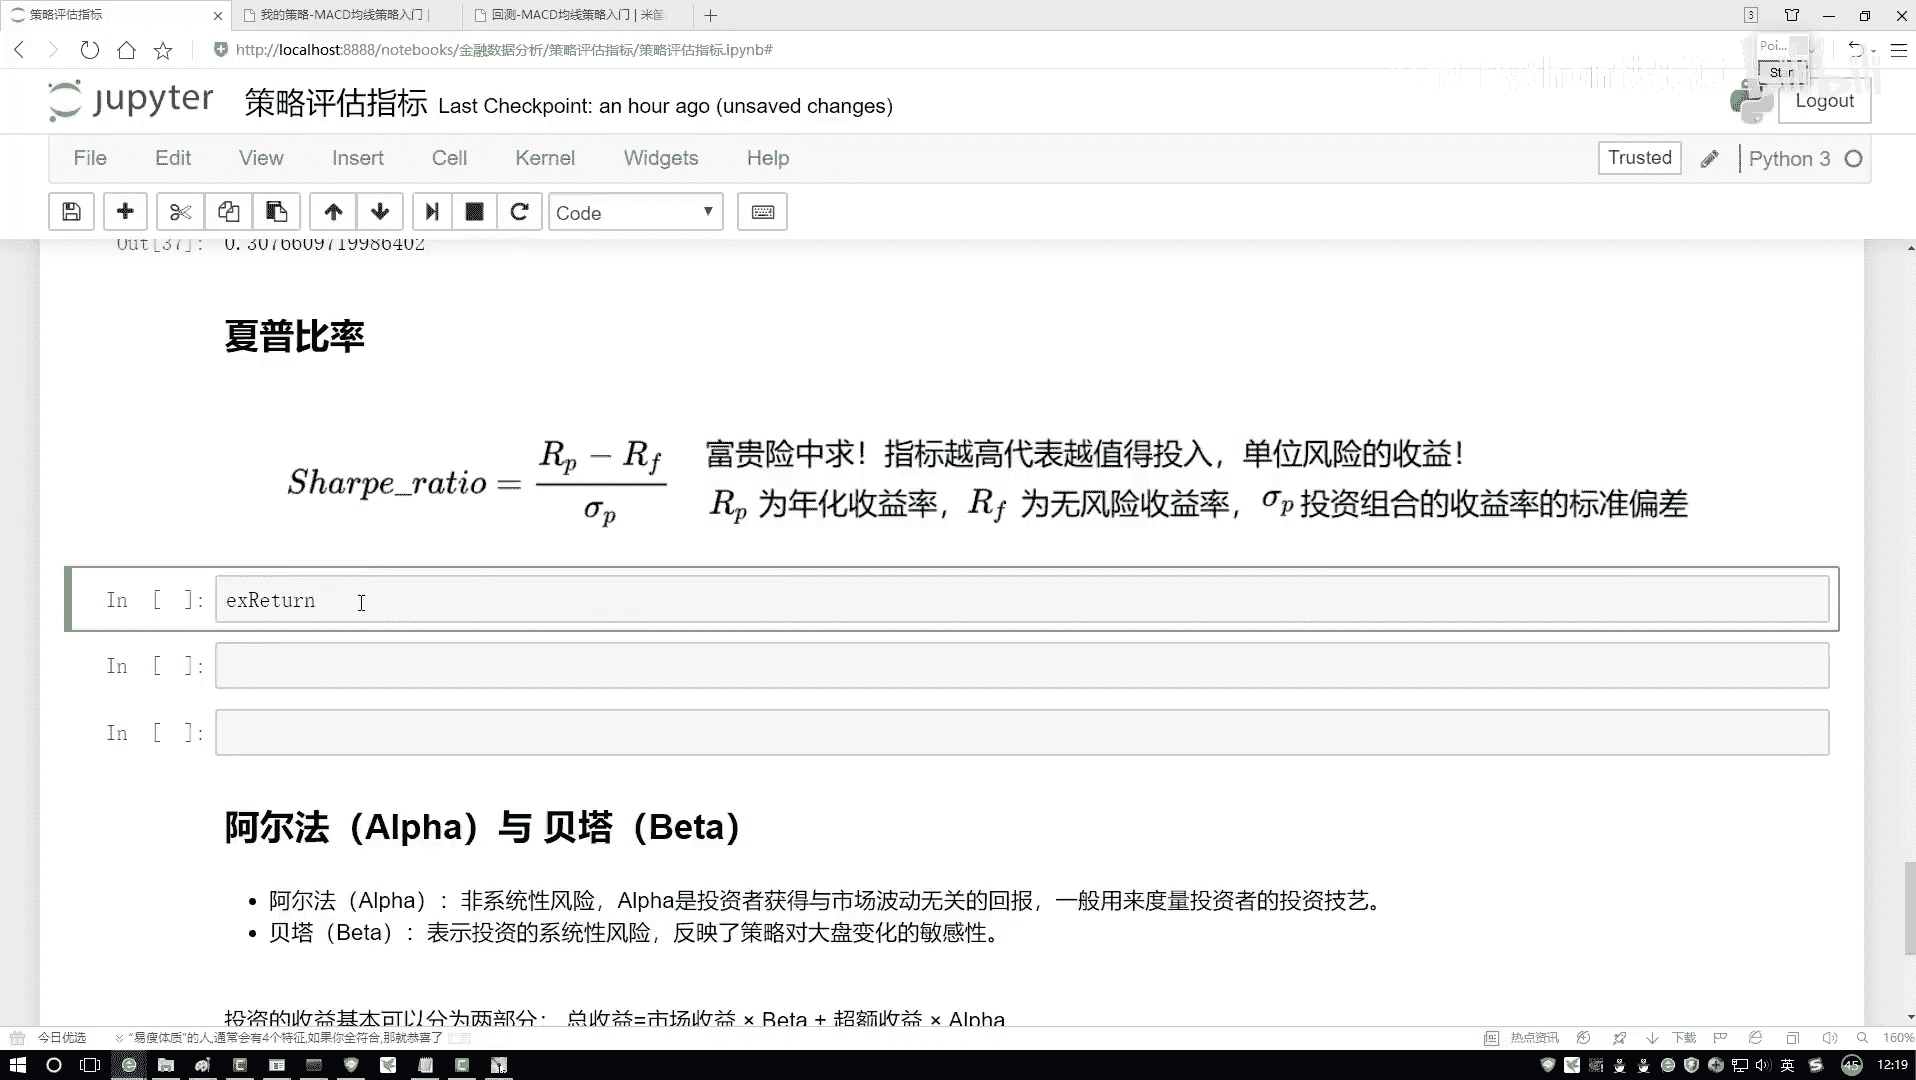 策略评估指标
我的策略-MACD均线策略入门
回测-MACD均线策略入门 | 米筐
3
http://localhost:8888/notebooks/金融数据分析/策略评估指标/策略评估指标.ipynb#
Poi...
Star
jupyter 策略评估指标 Last Checkpoint: an hour ago (unsaved changes)
Logout
File Edit View Insert Cell Kernel Widgets Help
Trusted
Python 3
Code
Out[37]: 0.3076609719986402
夏普比率
Sharpe_ratio = (R_p − R_f) / σ_p
富贵险中求！指标越高代表越值得投入，单位风险的收益！
R_p 为年化收益率，R_f 为无风险收益率，σ_p 投资组合的收益率的标准偏差
In [ ]: exReturn
In [ ]:
In [ ]:
阿尔法（Alpha）与 贝塔（Beta）
• 阿尔法（Alpha）：非系统性风险，Alpha是投资者获得与市场波动无关的回报，一般用来度量投资者的投资技艺。
• 贝塔（Beta）：表示投资的系统性风险，反映了策略对大盘变化的敏感性。
投资的收益基本可以分为两部分： 总收益=市场收益 × Beta + 超额收益 × Alpha
今日优选
“易瘦体质”的人,通常会有4个特征,如果你全符合,那就恭喜了
热点资讯
下载
160%
英
45
12:19